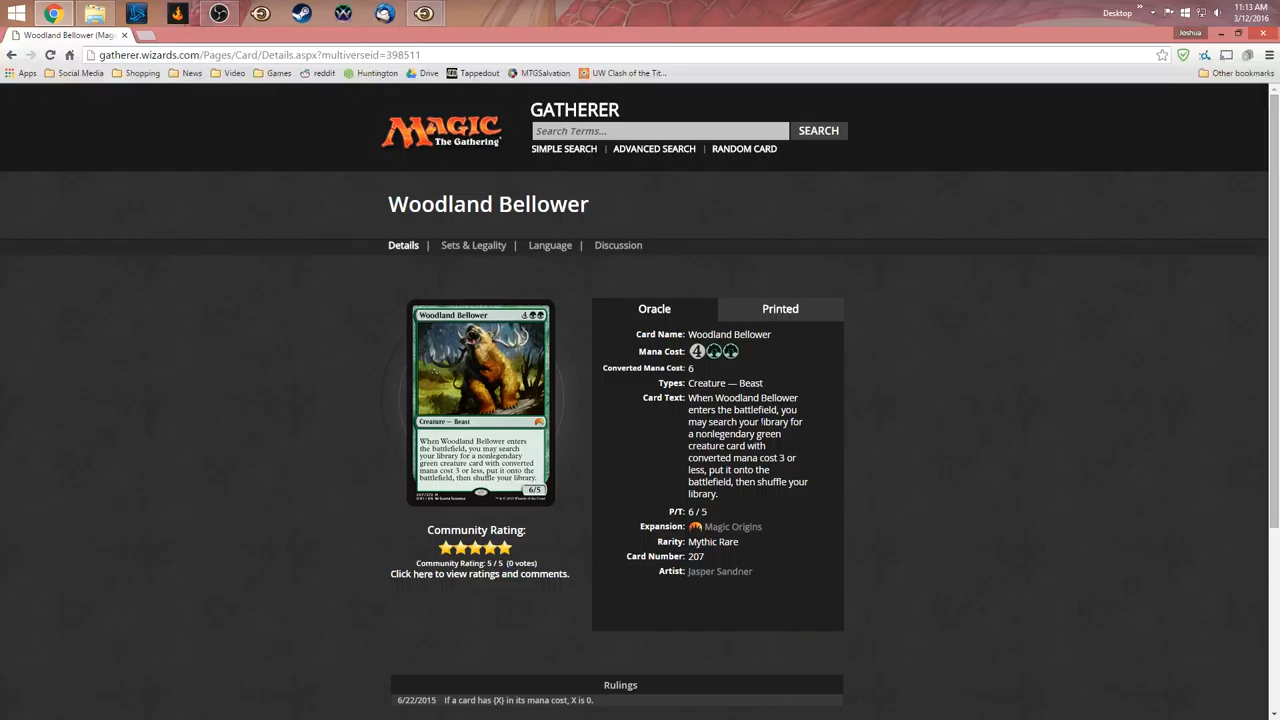 Desktop
»
11:13 AM
3/12/2016
Woodland Bellower (Mag
Joshua
gatherer.wizards.com/Pages/Card/Details.aspx?multiverseid=398511
Apps Social Media Shopping News Video Games reddit Huntington Drive Tappedout MTGSalvation UW Clash of the Tit... Other bookmarks
MAGIC
The Gathering
GATHERER
Search Terms... SEARCH
SIMPLE SEARCH | ADVANCED SEARCH | RANDOM CARD
Woodland Bellower
Details | Sets & Legality | Language | Discussion
Woodland Bellower 4
Creature — Beast
When Woodland Bellower enters
the battlefield, you may search
your library for a nonlegendary
green creature card with converted
mana cost 3 or less, put it onto the
battlefield, then shuffle your library.
6/5
Community Rating:
Community Rating: 5 / 5 (0 votes)
Click here to view ratings and comments.
Oracle Printed
Card Name: Woodland Bellower
Mana Cost: 4
Converted Mana Cost: 6
Types: Creature — Beast
Card Text: When Woodland Bellower
enters the battlefield, you
may search your library for
a nonlegendary green
creature card with
converted mana cost 3 or
less, put it onto the
battlefield, then shuffle your
library.
P/T: 6 / 5
Expansion: Magic Origins
Rarity: Mythic Rare
Card Number: 207
Artist: Jasper Sandner
Rulings
6/22/2015 If a card has {X} in its mana cost, X is 0.